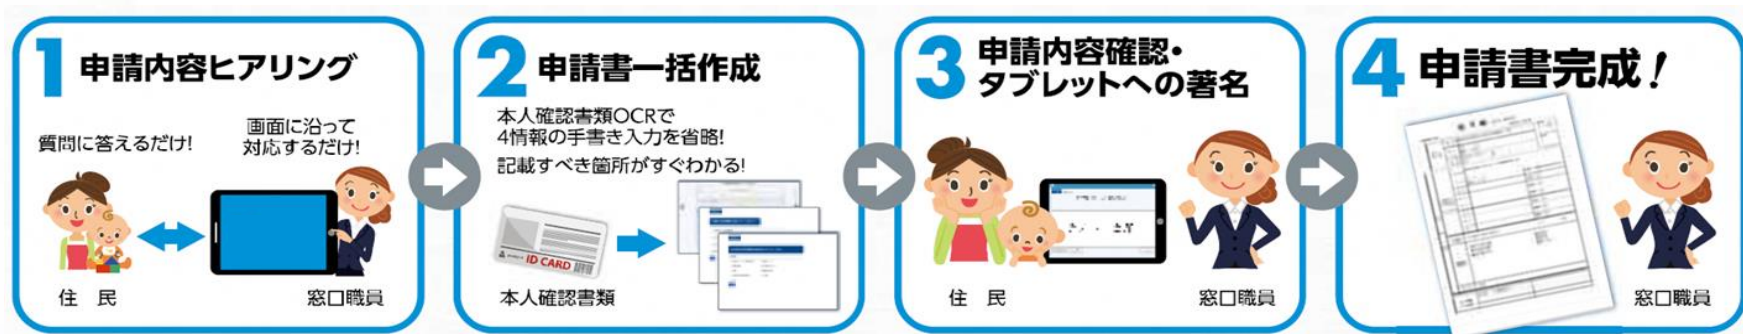 1 申請内容ヒアリング
質問に答えるだけ!
画面に沿って
対応するだけ!
住 民
窓口職員
2 申請書一括作成
本人確認書類OCRで
4情報の手書き入力を省略!
記載すべき箇所がすぐわかる!
ID CARD
本人確認書類
3 申請内容確認・
タブレットへの著名
住 民
窓口職員
4 申請書完成!
窓口職員